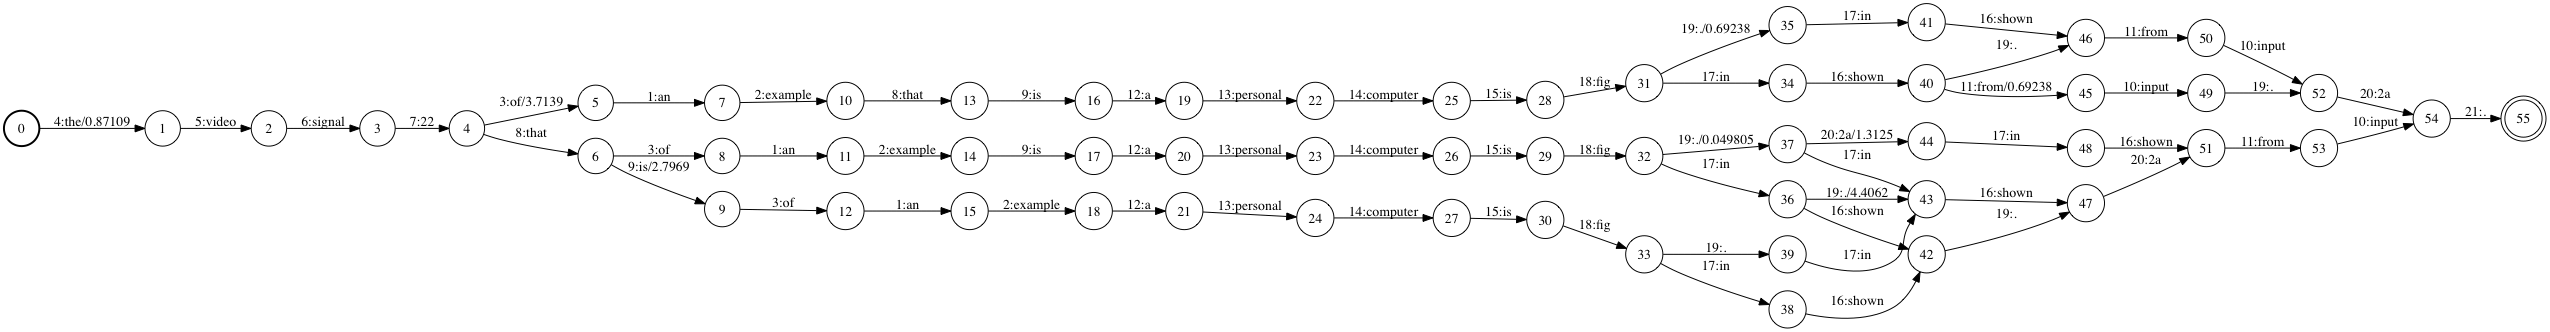 0 4:the/0.87109 1 5:video 2 6:signal 3 7:22 4
3:of/3.7139 5 1:an 7 2:example 10 8:that 13 9:is 16 12:a 19 13:personal 22 14:computer 25 15:is 28 18:fig 31
8:that 6 3:of 8 1:an 11 2:example 14 9:is 17 12:a 20 13:personal 23 14:computer 26 15:is 29 18:fig 32
9:is/2.7969 9 3:of 12 1:an 15 2:example 18 12:a 21 13:personal 24 14:computer 27 15:is 30 18:fig 33
19:./0.69238 35 17:in 41 16:shown 46 11:from 50 10:input
17:in 34 16:shown 40 19:. 11:from/0.69238 45 10:input 49 19:. 52 20:2a
19:./0.049805 37 20:2a/1.3125 44 17:in 48 16:shown 51 11:from 53 10:input 54 21:. 55
17:in 17:in 36 19:./4.4062 43 16:shown 47 20:2a
16:shown 19:.
19:. 39 17:in 42
17:in 38 16:shown